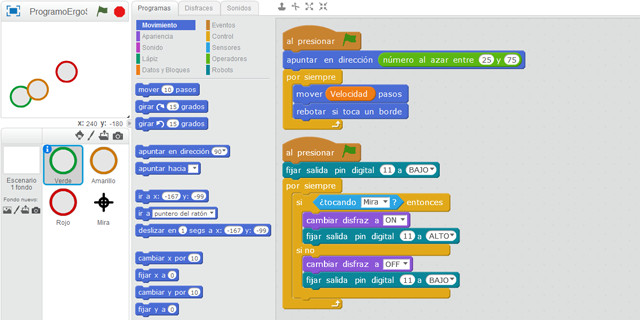 ProgramoErgoS
x: 240 y: -180
Escenario
1 fondo
Fondo nuevo:
Verde
Amarillo
Rojo
Mira
Programas
Disfraces
Sonidos
Movimiento
Apariencia
Sonido
Lápiz
Datos y Bloques
Eventos
Control
Sensores
Operadores
Robots
mover 10 pasos
girar 15 grados
girar 15 grados
apuntar en dirección 90
apuntar hacia
ir a x: -167 y: -99
ir a puntero del ratón
deslizar en 1 segs a x: -167 y: -99
cambiar x por 10
fijar x a 0
cambiar y por 10
fijar y a 0
al presionar
apuntar en dirección número al azar entre 25 y 75
por siempre
mover Velocidad pasos
rebotar si toca un borde
al presionar
fijar salida pin digital 11 a BAJO
por siempre
si ¿tocando Mira ? entonces
cambiar disfraz a ON
fijar salida pin digital 11 a ALTO
si no
cambiar disfraz a OFF
fijar salida pin digital 11 a BAJO